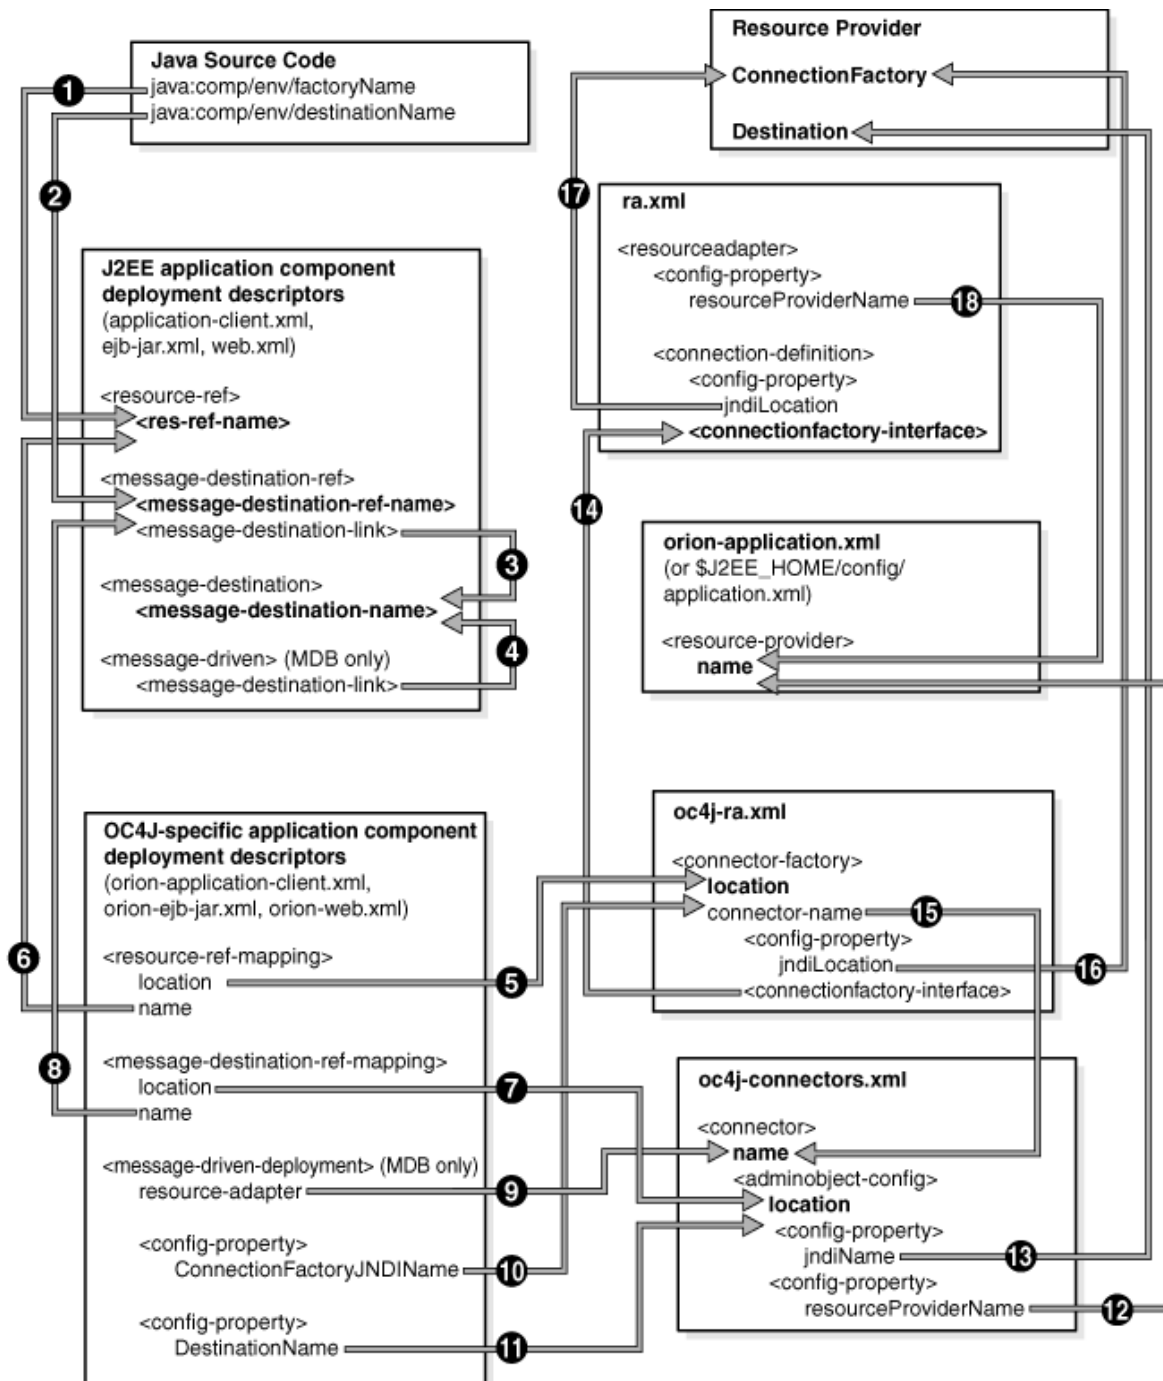 Java Source Code
java:comp/env/factoryName
java:comp/env/destinationName
1
2
J2EE application component
deployment descriptors
(application-client.xml,
ejb-jar.xml, web.xml)
<resource-ref>
<res-ref-name>
<message-destination-ref>
<message-destination-ref-name>
<message-destination-link>
3
<message-destination>
<message-destination-name>
4
<message-driven> (MDB only)
<message-destination-link>
OC4J-specific application component
deployment descriptors
(orion-application-client.xml,
orion-ejb-jar.xml, orion-web.xml)
6
<resource-ref-mapping>
location
5
name
8
<message-destination-ref-mapping>
location
7
name
<message-driven-deployment> (MDB only)
resource-adapter
9
<config-property>
ConnectionFactoryJNDIName
10
<config-property>
DestinationName
11
Resource Provider
ConnectionFactory
Destination
17
ra.xml
<resourceadapter>
<config-property>
resourceProviderName
18
<connection-definition>
<config-property>
jndiLocation
<connectionfactory-interface>
14
orion-application.xml
(or $J2EE_HOME/config/
application.xml)
<resource-provider>
name
oc4j-ra.xml
<connector-factory>
location
connector-name
15
<config-property>
jndiLocation
16
<connectionfactory-interface>
oc4j-connectors.xml
<connector>
name
<adminobject-config>
location
<config-property>
jndiName
13
<config-property>
resourceProviderName
12